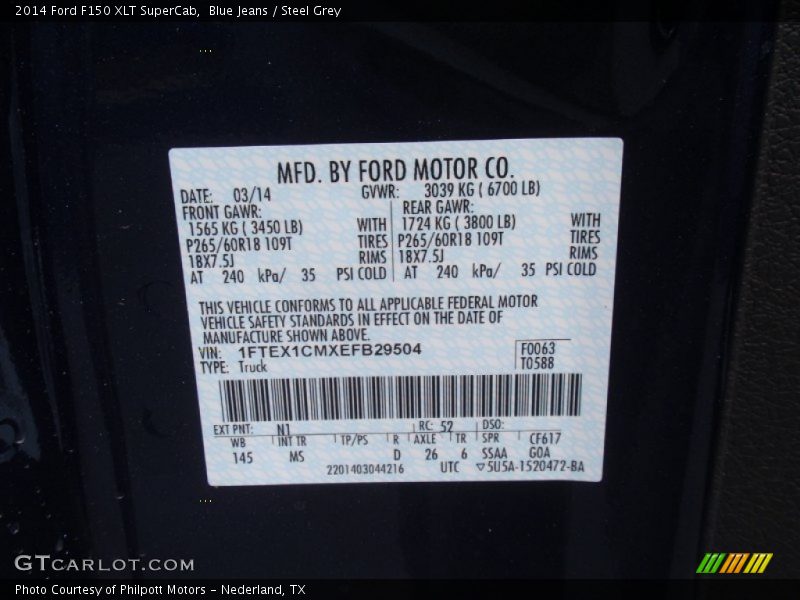 2014 Ford F150 XLT SuperCab,  Blue Jeans / Steel Grey
MFD. BY FORD MOTOR CO.
DATE: 03/14 GVWR: 3039 KG ( 6700 LB)
FRONT GAWR: REAR GAWR:
1565 KG ( 3450 LB) WITH 1724 KG ( 3800 LB) WITH
P265/60R18 109T TIRES P265/60R18 109T TIRES
18X7.5J RIMS 18X7.5J RIMS
AT 240 kPa/ 35 PSI COLD AT 240 kPa/ 35 PSI COLD
THIS VEHICLE CONFORMS TO ALL APPLICABLE FEDERAL MOTOR
VEHICLE SAFETY STANDARDS IN EFFECT ON THE DATE OF
MANUFACTURE SHOWN ABOVE.
VIN: 1FTEX1CMXEFB29504 F0063
TYPE: Truck T0588
EXT PNT: N1 RC: 52 DSO:
WB INT TR TP/PS R AXLE TR SPR CF617
145 MS D 26 6 SSAA GOA
2201403044216 UTC ▽5U5A-1520472-BA
GTCARLOT.COM
Photo Courtesy of Philpott Motors - Nederland, TX